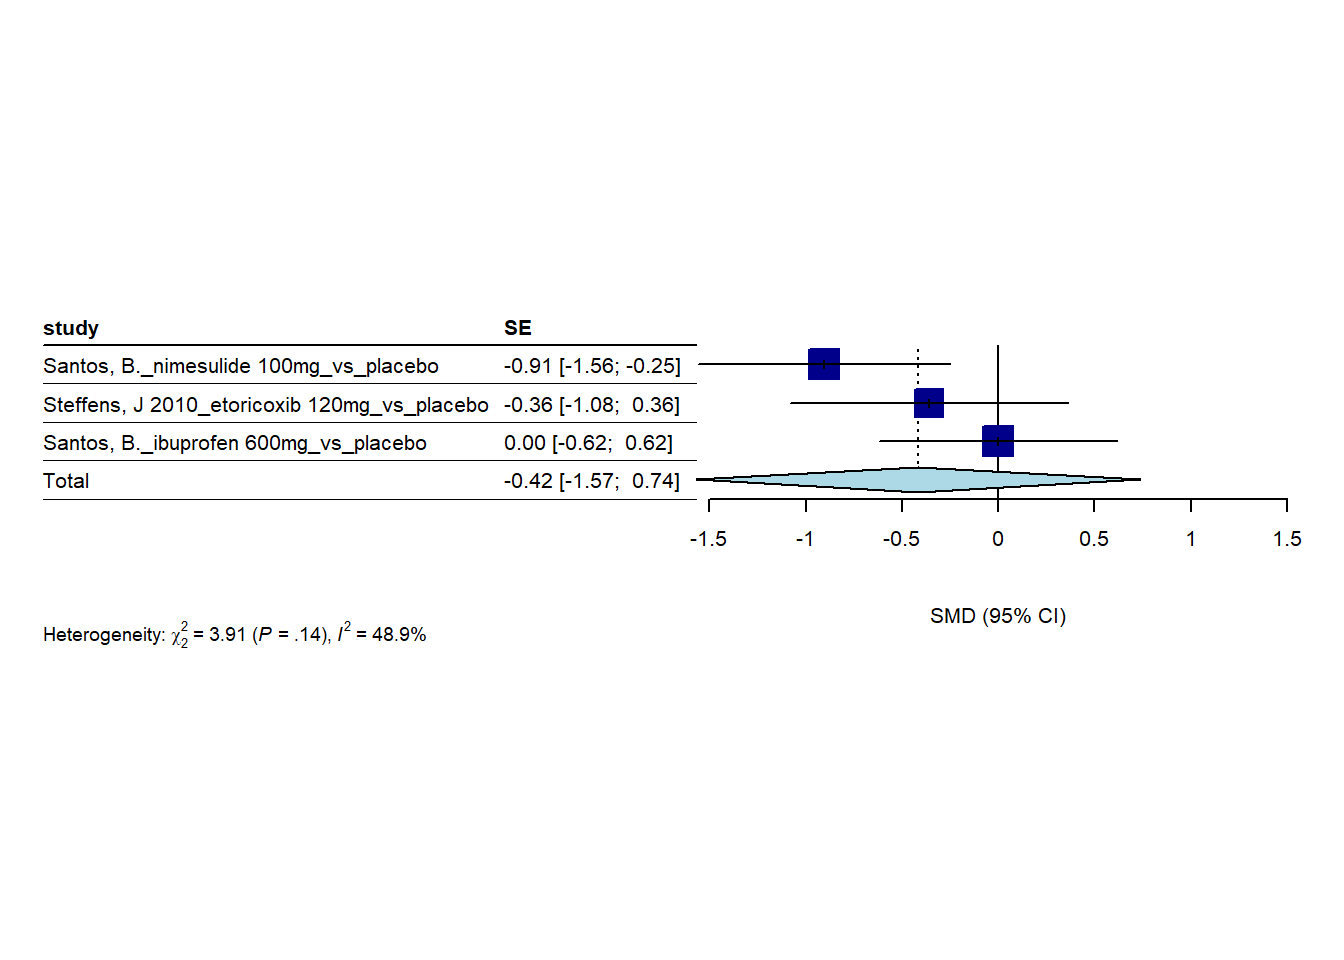 study SE
Santos, B._nimesulide 100mg_vs_placebo -0.91 [-1.56; -0.25]
Steffens, J 2010_etoricoxib 120mg_vs_placebo -0.36 [-1.08; 0.36]
Santos, B._ibuprofen 600mg_vs_placebo 0.00 [-0.62; 0.62]
Total -0.42 [-1.57; 0.74]
-1.5 -1 -0.5 0 0.5 1 1.5
SMD (95% CI)
Heterogeneity: χ²₂ = 3.91 (P = .14), I² = 48.9%